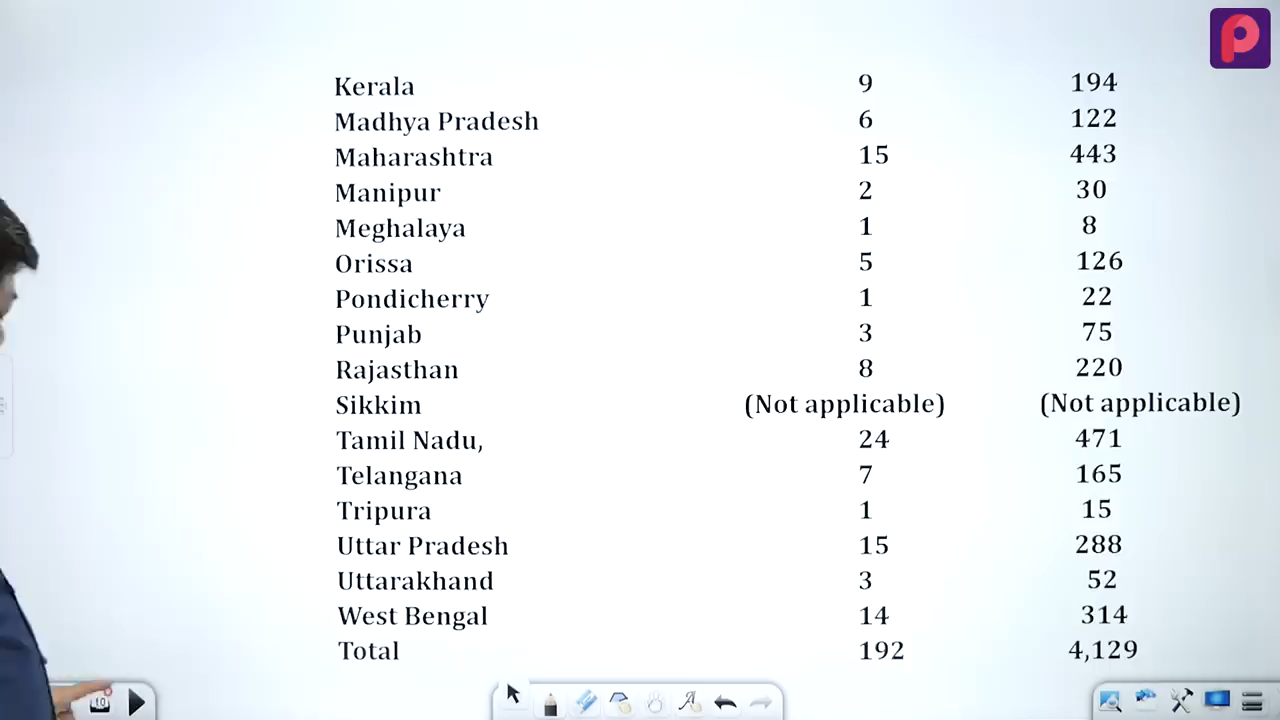 Kerala 9 194
Madhya Pradesh 6 122
Maharashtra 15 443
Manipur 2 30
Meghalaya 1 8
Orissa 5 126
Pondicherry 1 22
Punjab 3 75
Rajasthan 8 220
Sikkim (Not applicable) (Not applicable)
Tamil Nadu, 24 471
Telangana 7 165
Tripura 1 15
Uttar Pradesh 15 288
Uttarakhand 3 52
West Bengal 14 314
Total 192 4,129
10